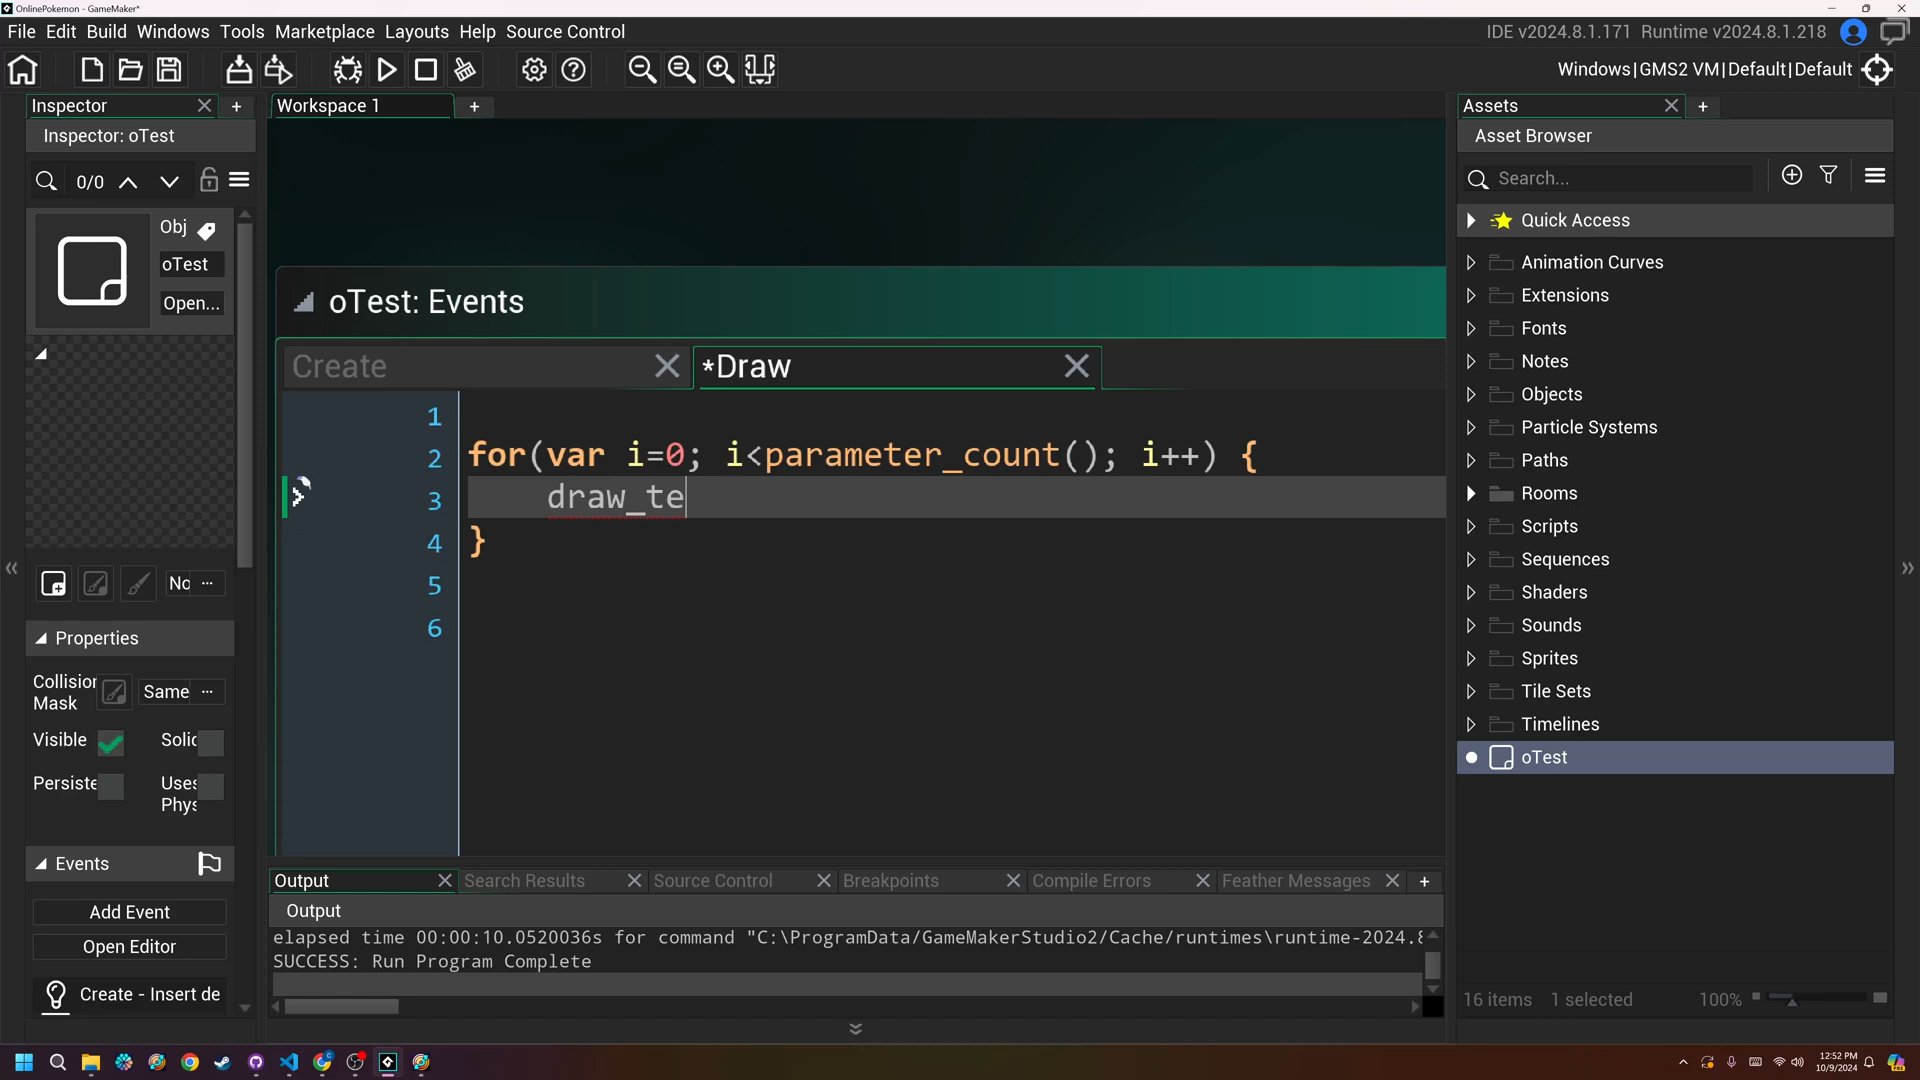 OnlinePokemon - GameMaker*
File Edit Build Windows Tools Marketplace Layouts Help Source Control
IDE v2024.8.1.171 Runtime v2024.8.1.218
Windows|GMS2 VM|Default|Default
Inspector
Inspector: oTest
0/0
Obj
oTest
Open...
No ...
Properties
Collision
Mask
Same ...
Visible
Solid
Persiste
Uses
Phys
Events
Add Event
Open Editor
Create - Insert de
Workspace 1
oTest: Events
Create
*Draw
1
2 for(var i=0; i<parameter_count(); i++) {
3 draw_te
4 }
5
6
Output
Search Results
Source Control
Breakpoints
Compile Errors
Feather Messages
Output
elapsed time 00:00:10.0520036s for command "C:\ProgramData/GameMakerStudio2/Cache/runtimes\runtime-2024.8
SUCCESS: Run Program Complete
Assets
Asset Browser
Search...
Quick Access
Animation Curves
Extensions
Fonts
Notes
Objects
Particle Systems
Paths
Rooms
Scripts
Sequences
Shaders
Sounds
Sprites
Tile Sets
Timelines
oTest
16 items 1 selected 100%
12:52 PM
10/9/2024